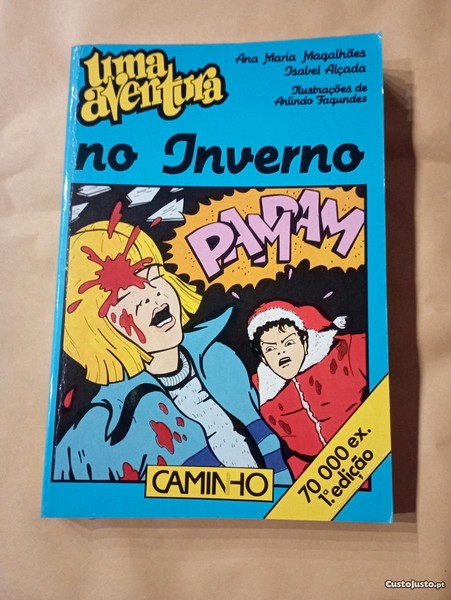 uma
aventura
Ana Maria Magalhães
Isabel Alçada
Ilustrações de
Arlindo Fagundes
no Inverno
PAM PAM
CAMINHO
70 000 ex.
1.ª edição
CustoJusto.pt